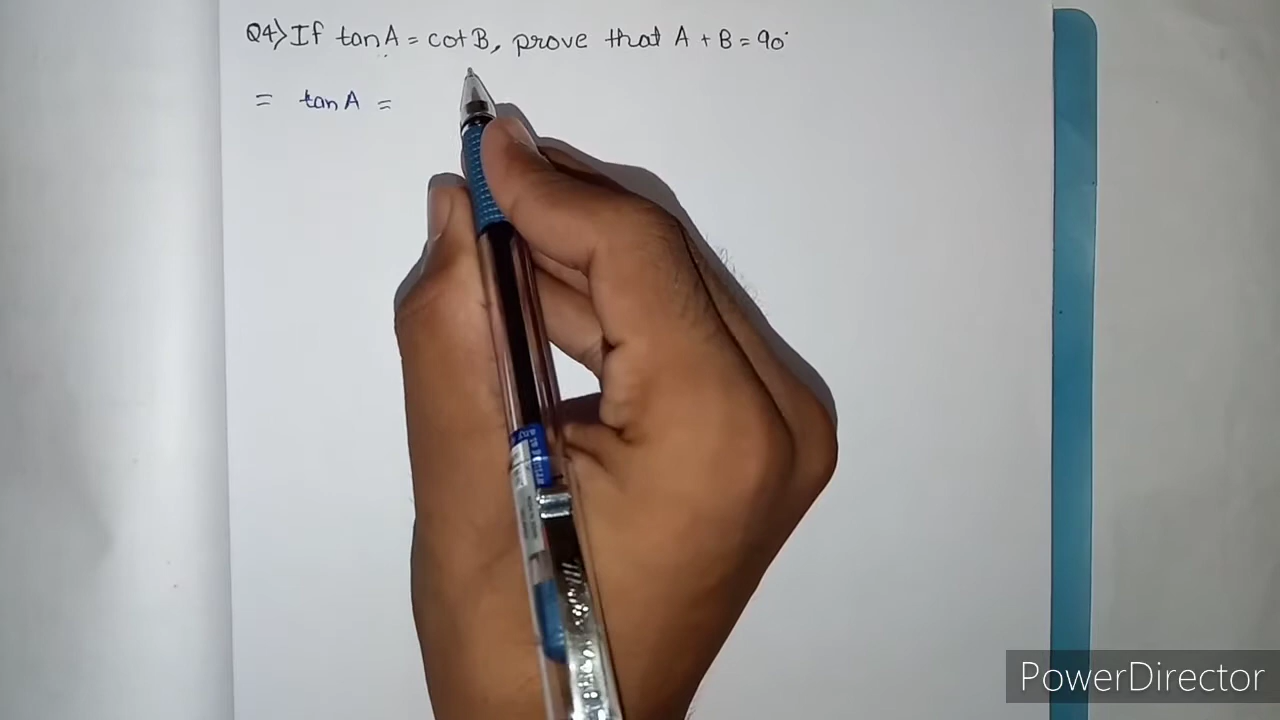 Q4) If tan A = cot B, prove that A + B = 90°
= tan A =
PowerDirector